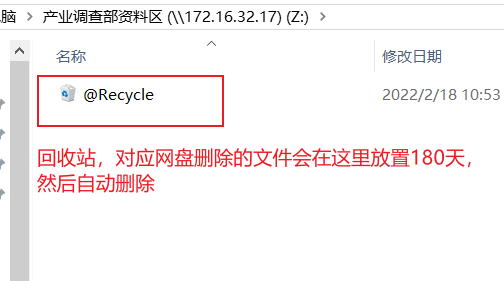 脑 › 产业调查部资料区 (\\172.16.32.17) (Z:) ›
名称 修改日期
@Recycle 2022/2/18 10:53
回收站，对应网盘删除的文件会在这里放置180天，
然后自动删除